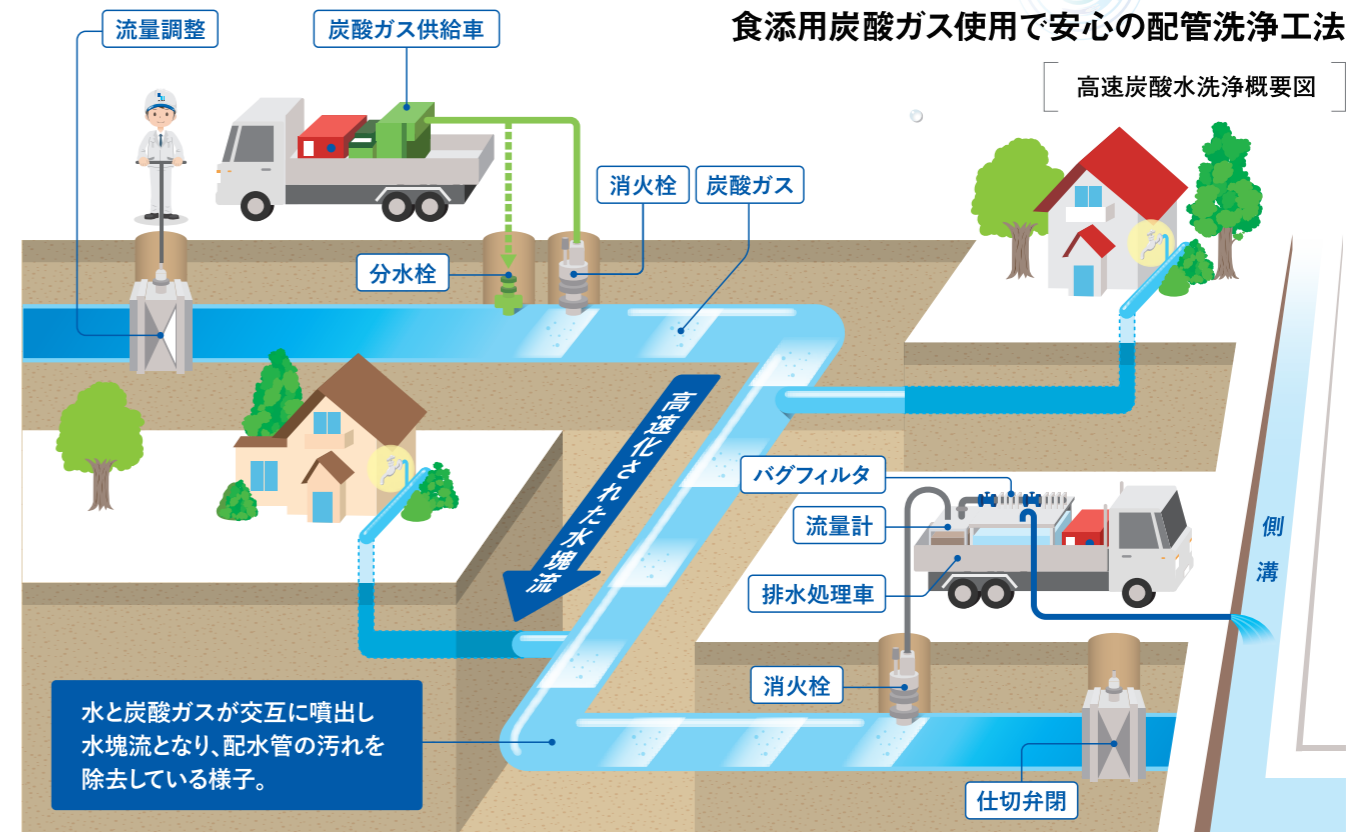 食添用炭酸ガス使用で安心の配管洗浄工法
高速炭酸水洗浄概要図
流量調整
炭酸ガス供給車
消火栓
炭酸ガス
分水栓
高速化された水塊流
バグフィルタ
流量計
排水処理車
側溝
消火栓
仕切弁閉
水と炭酸ガスが交互に噴出し
水塊流となり、配水管の汚れを
除去している様子。